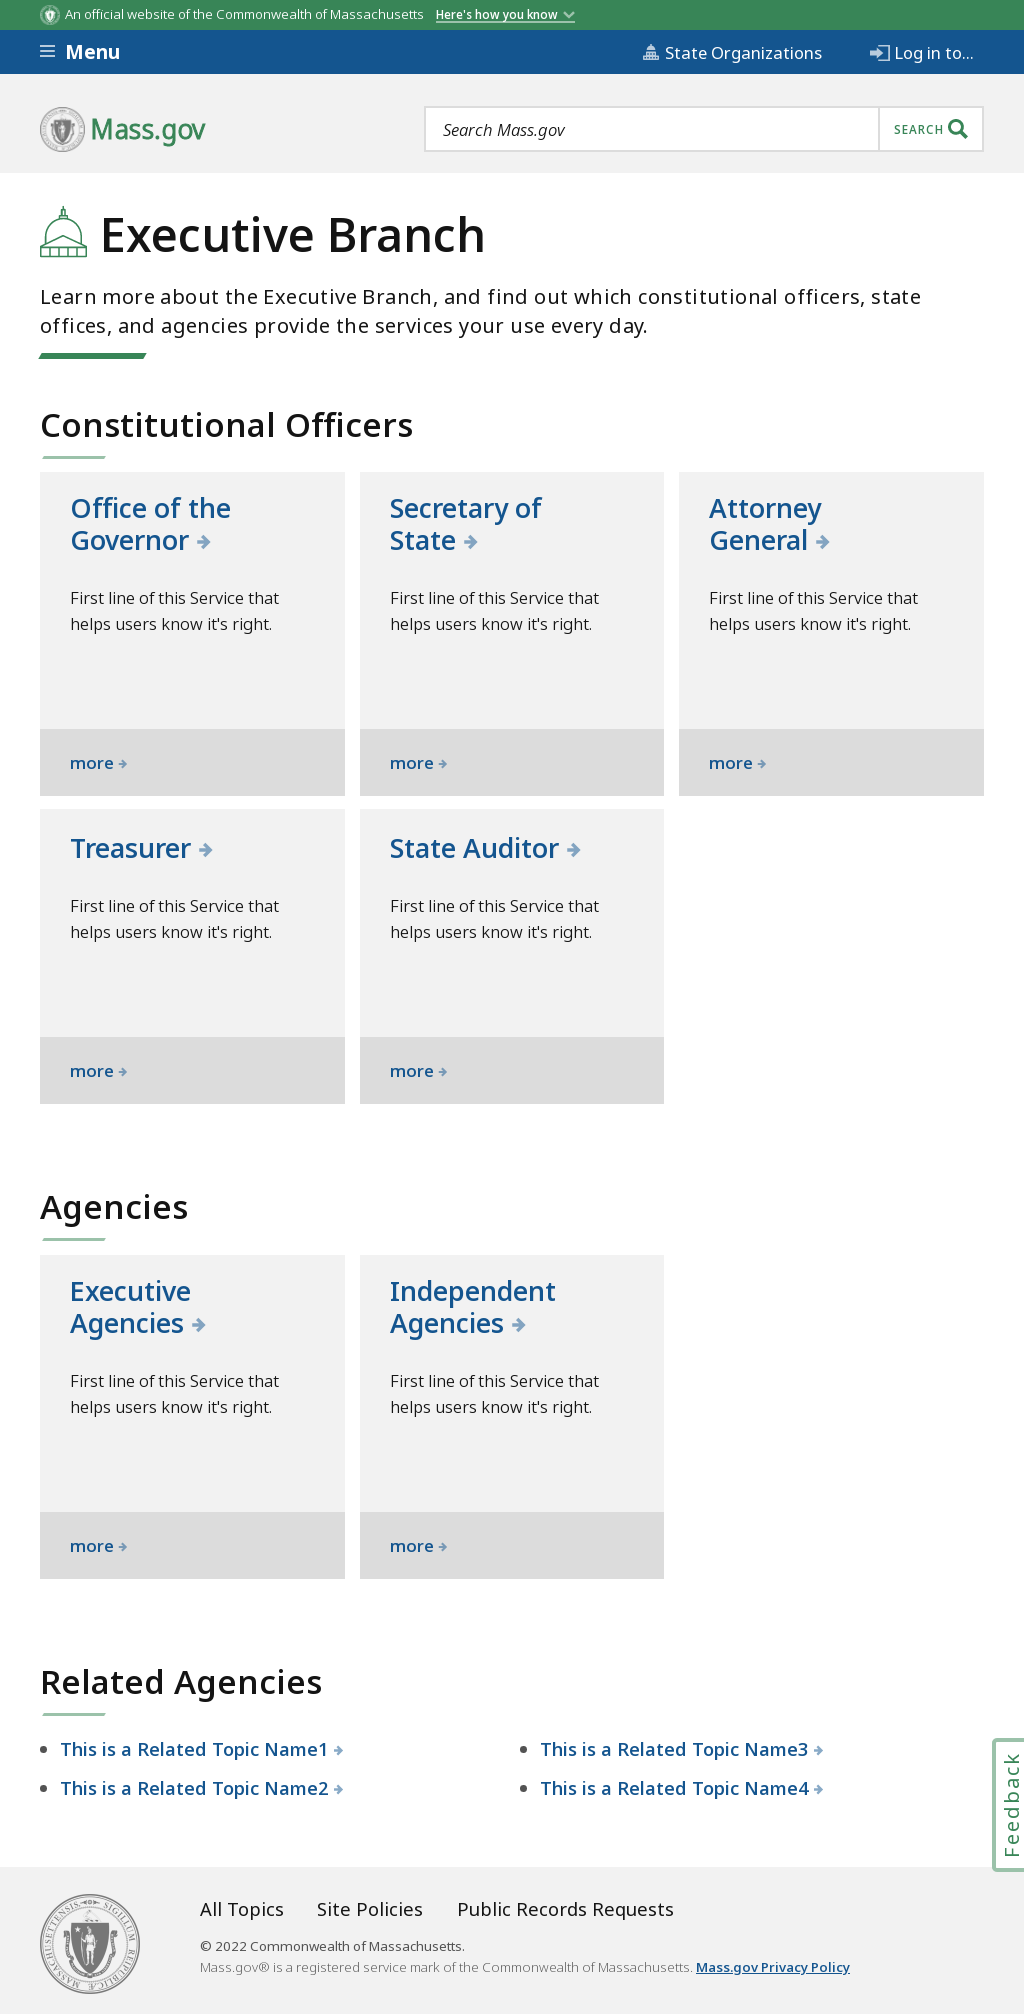 An official website of the Commonwealth of Massachusetts Here's how you know
Menu State Organizations Log in to...
Mass.gov Search Mass.gov SEARCH
Executive Branch
Learn more about the Executive Branch, and find out which constitutional officers, state
offices, and agencies provide the services your use every day.
Constitutional Officers
Office of the
Governor
First line of this Service that
helps users know it's right.
more
Secretary of
State
First line of this Service that
helps users know it's right.
more
Attorney
General
First line of this Service that
helps users know it's right.
more
Treasurer
First line of this Service that
helps users know it's right.
more
State Auditor
First line of this Service that
helps users know it's right.
more
Agencies
Executive
Agencies
First line of this Service that
helps users know it's right.
more
Independent
Agencies
First line of this Service that
helps users know it's right.
more
Related Agencies
This is a Related Topic Name1
This is a Related Topic Name2
This is a Related Topic Name3
This is a Related Topic Name4
Feedback
All Topics Site Policies Public Records Requests
© 2022 Commonwealth of Massachusetts.
Mass.gov® is a registered service mark of the Commonwealth of Massachusetts. Mass.gov Privacy Policy